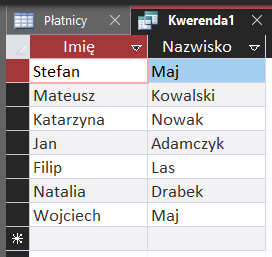 Płatnicy × Kwerenda1 ×
Imię Nazwisko
Stefan Maj
Mateusz Kowalski
Katarzyna Nowak
Jan Adamczyk
Filip Las
Natalia Drabek
Wojciech Maj